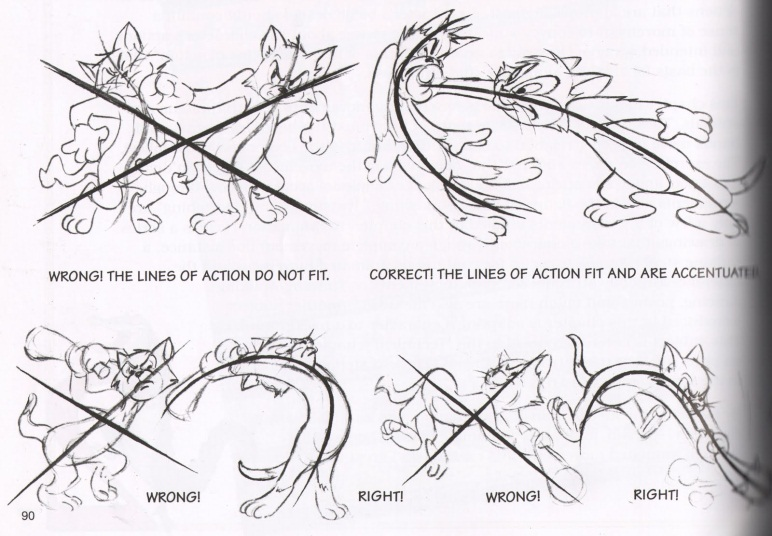 WRONG! THE LINES OF ACTION DO NOT FIT.
CORRECT! THE LINES OF ACTION FIT AND ARE ACCENTUATED
WRONG!
RIGHT!
WRONG!
RIGHT!
90